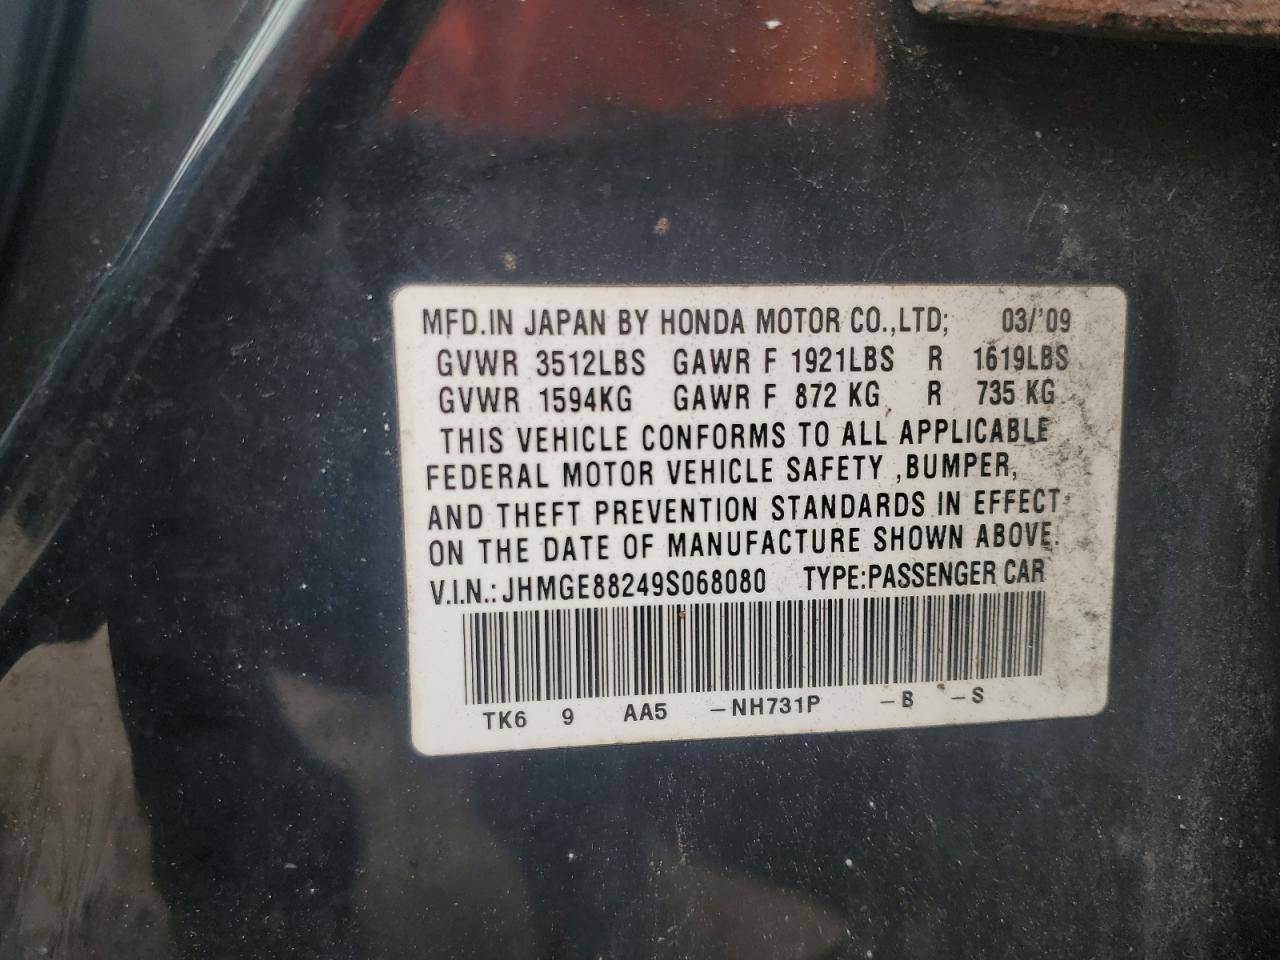 MFD.IN JAPAN BY HONDA MOTOR CO.,LTD; 03/'09
GVWR 3512LBS GAWR F 1921LBS R 1619LBS
GVWR 1594KG GAWR F 872 KG R 735 KG
THIS VEHICLE CONFORMS TO ALL APPLICABLE
FEDERAL MOTOR VEHICLE SAFETY ,BUMPER,
AND THEFT PREVENTION STANDARDS IN EFFECT
ON THE DATE OF MANUFACTURE SHOWN ABOVE.
V.I.N.: JHMGE88249S068080 TYPE:PASSENGER CAR
TK6 9 AA5 -NH731P -B -S